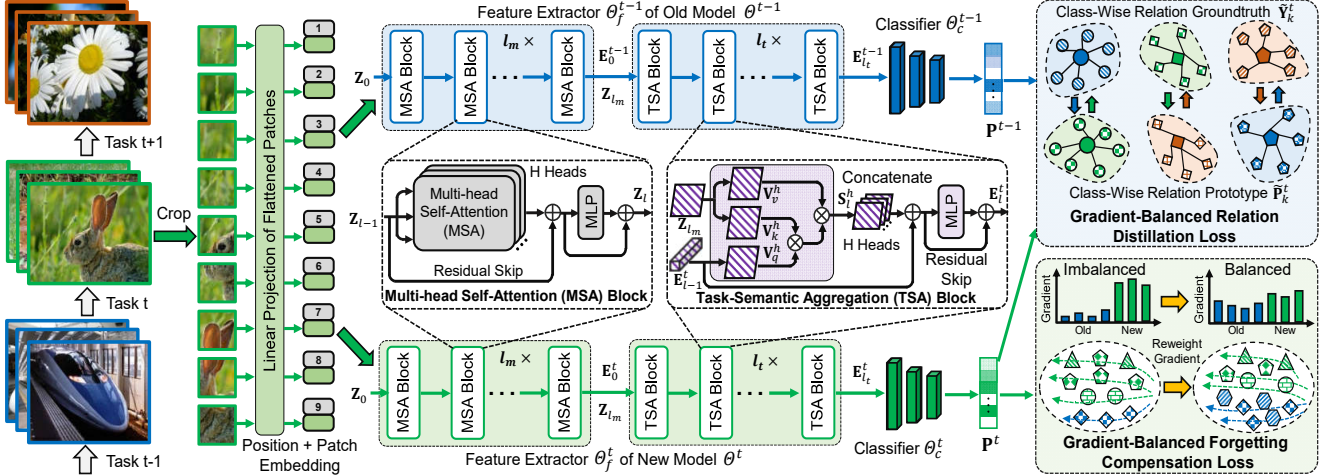 Task t+1
Task t
Task t-1
Crop
Linear Projection of Flattened Patches
1
2
3
4
5
6
7
8
9
Position + Patch
Embedding
Feature Extractor Θ_f^{t-1} of Old Model Θ^{t-1}
Z_0
MSA Block
MSA Block
l_m ×
MSA Block
E_0^{t-1}
Z_{l_m}
TSA Block
TSA Block
l_t ×
TSA Block
E_{l_t}^{t-1}
Classifier Θ_c^{t-1}
P^{t-1}
Z_{l-1}
Multi-head
Self-Attention
(MSA)
H Heads
MLP
Z_l
Residual Skip
Multi-head Self-Attention (MSA) Block
Z_{l_m}
E_{l-1}^t
V_v^h
V_k^h
V_q^h
Concatenate
S_l^h
H Heads
MLP
E_l^t
Residual
Skip
Task-Semantic Aggregation (TSA) Block
Z_0
MSA Block
MSA Block
l_m ×
MSA Block
E_0^t
Z_{l_m}
TSA Block
TSA Block
l_t ×
TSA Block
E_{l_t}^t
Classifier Θ_c^t
P^t
Feature Extractor Θ_f^t of New Model Θ^t
Class-Wise Relation Groundtruth Ȳ_k^t
Class-Wise Relation Prototype P̄_k^t
Gradient-Balanced Relation
Distillation Loss
Imbalanced
Balanced
Gradient
Old
New
Gradient
Old
New
Reweight
Gradient
Gradient-Balanced Forgetting
Compensation Loss